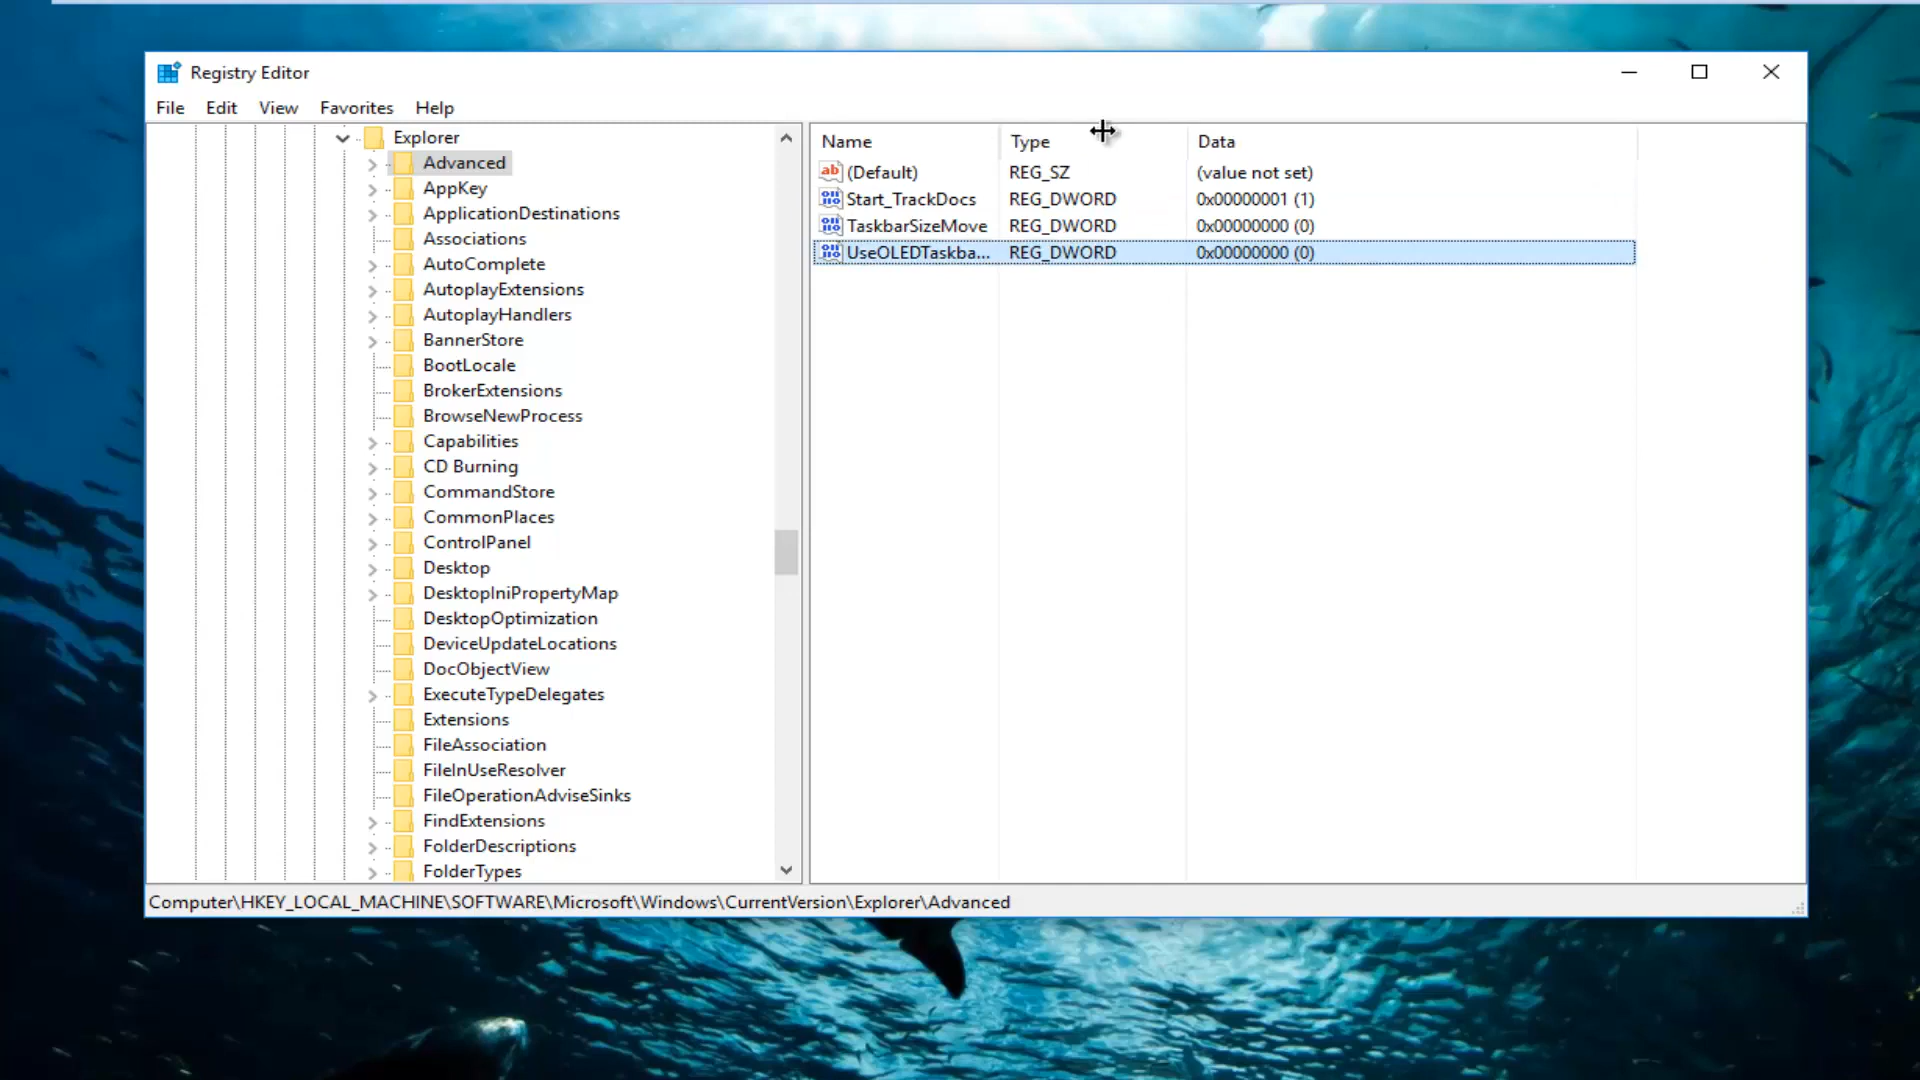 Registry Editor
File Edit View Favorites Help
Explorer
Advanced
AppKey
ApplicationDestinations
Associations
AutoComplete
AutoplayExtensions
AutoplayHandlers
BannerStore
BootLocale
BrokerExtensions
BrowseNewProcess
Capabilities
CD Burning
CommandStore
CommonPlaces
ControlPanel
Desktop
DesktopIniPropertyMap
DesktopOptimization
DeviceUpdateLocations
DocObjectView
ExecuteTypeDelegates
Extensions
FileAssociation
FileInUseResolver
FileOperationAdviseSinks
FindExtensions
FolderDescriptions
FolderTypes
Name Type Data
(Default) REG_SZ (value not set)
Start_TrackDocs REG_DWORD 0x00000001 (1)
TaskbarSizeMove REG_DWORD 0x00000000 (0)
UseOLEDTaskba... REG_DWORD 0x00000000 (0)
Computer\HKEY_LOCAL_MACHINE\SOFTWARE\Microsoft\Windows\CurrentVersion\Explorer\Advanced